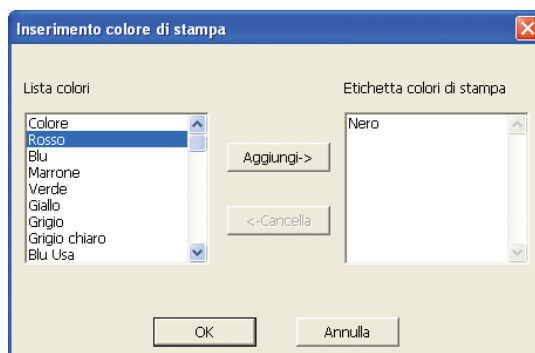 Inserimento colore di stampa
Lista colori
Etichetta colori di stampa
Colore
Rosso
Blu
Marrone
Verde
Giallo
Grigio
Grigio chiaro
Blu Usa
Aggiungi->
<-Cancella
Nero
OK
Annulla